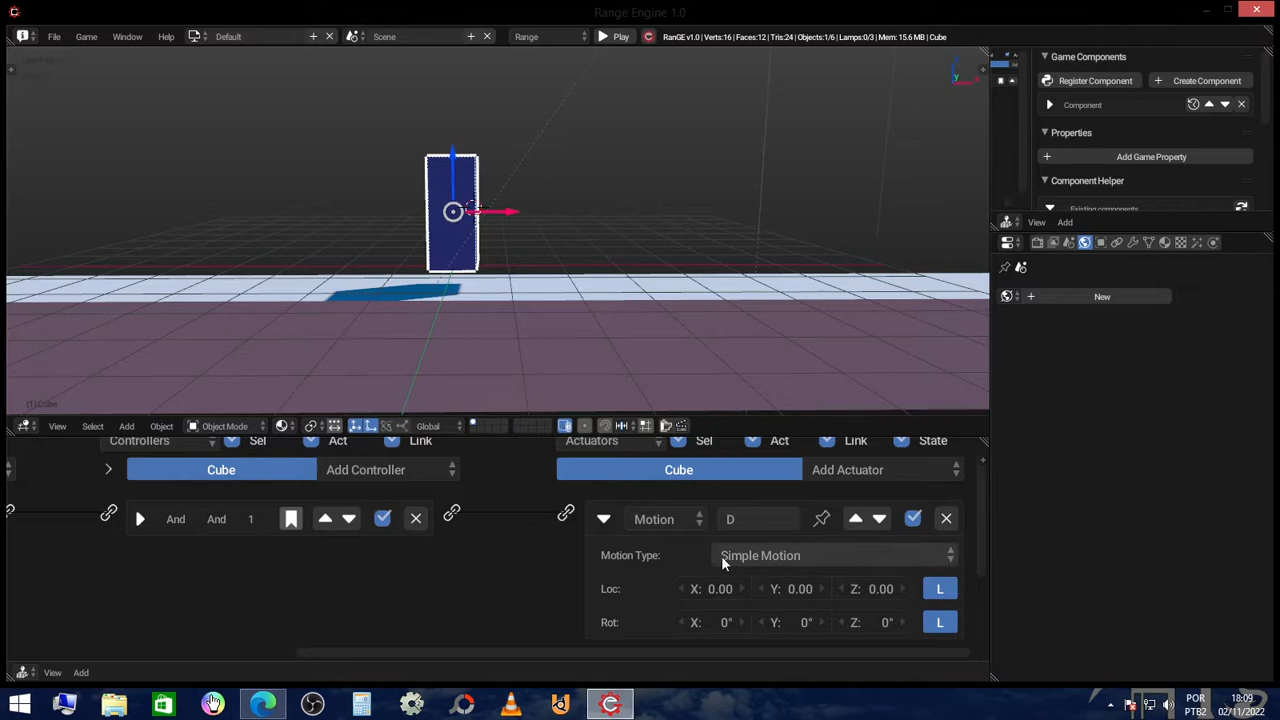 Range Engine 1.0
File Game Window Help Default Scene Range Play RanGE v1.0 | Verts:16 | Faces:12 | Tris:24 | Objects:1/6 | Lamps:0/3 | Mem: 15.6 MB | Cube
Game Components
Register Component Create Component
Component
Properties
Add Game Property
Component Helper
Existing components
View Add
New
(1) Cube
View Select Add Object Object Mode Global
Controllers Sel Act Link Actuators Sel Act Link State
Cube Add Controller Cube Add Actuator
And And 1 Motion D
Motion Type: Simple Motion
Loc: X: 0.00 Y: 0.00 Z: 0.00 L
Rot: X: 0° Y: 0° Z: 0° L
View Add
POR 18:09
PTB2 02/11/2022